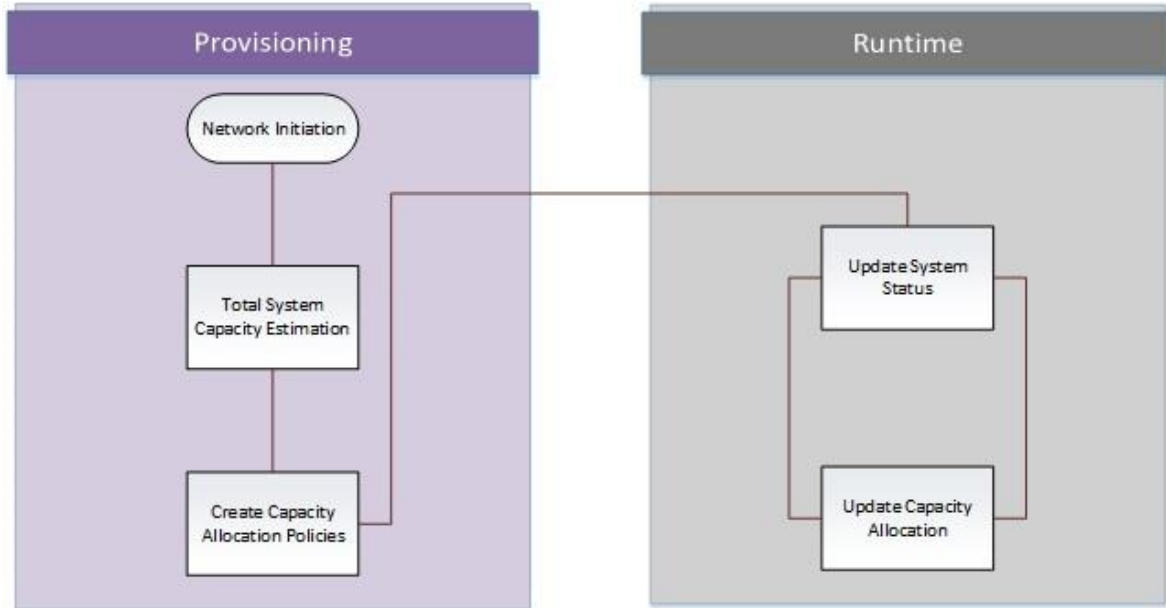 Provisioning
Network Initiation
Total System
Capacity Estimation
Create Capacity
Allocation Policies
Runtime
Update System
Status
Update Capacity
Allocation